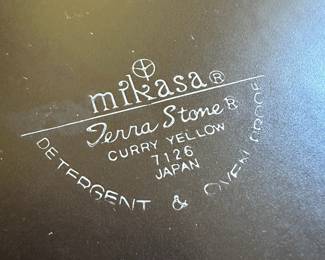 mikasa®
Terra Stone®
CURRY YELLOW
7126
JAPAN
DETERGENT & OVEN PROOF